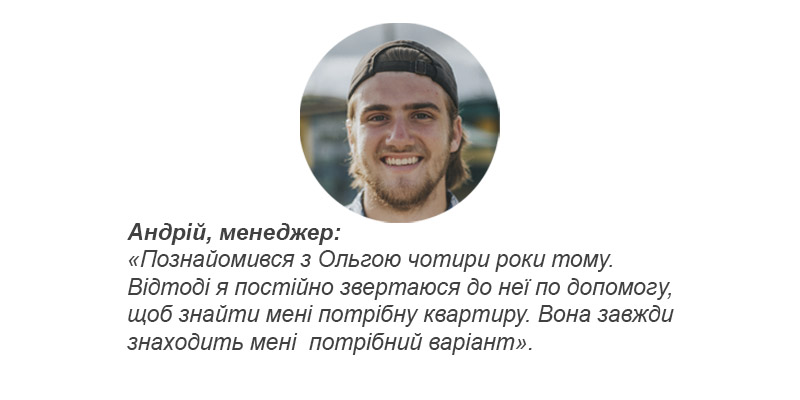 Андрій, менеджер:
«Познайомився з Ольгою чотири роки тому.
Відтоді я постійно звертаюся до неї по допомогу,
щоб знайти мені потрібну квартиру. Вона завжди
знаходить мені  потрібний варіант».